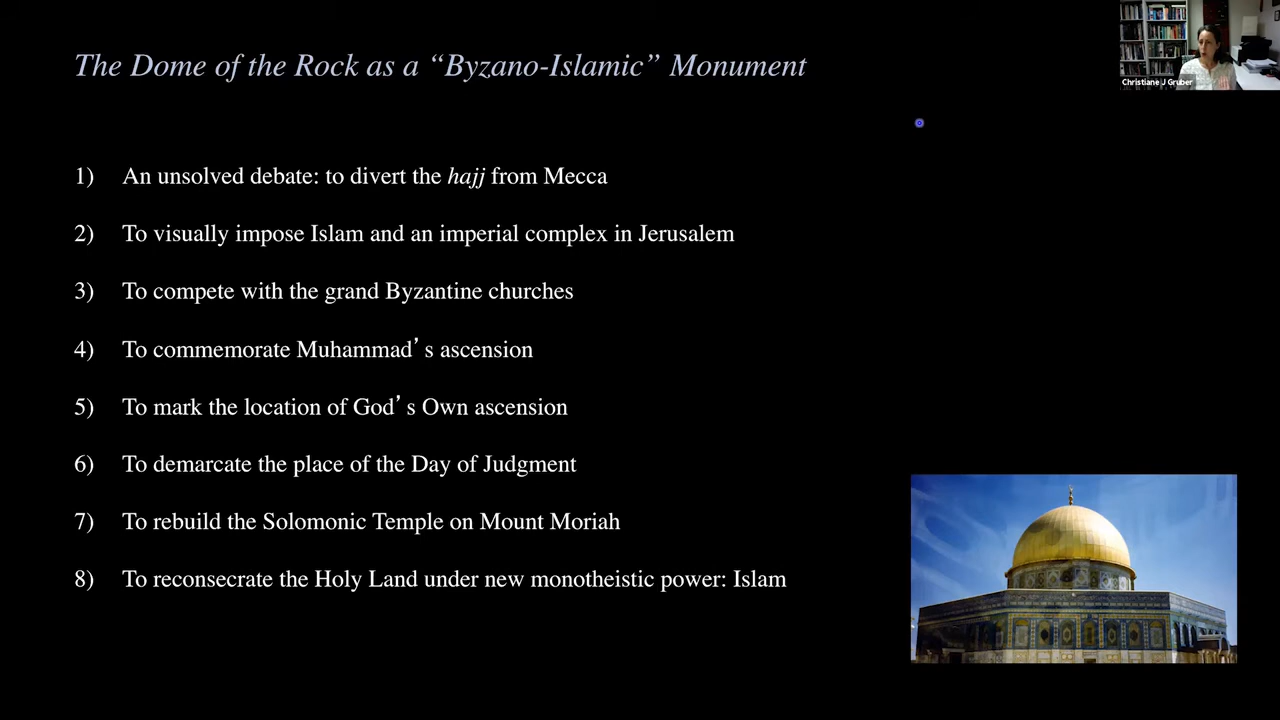 The Dome of the Rock as a “Byzano-Islamic” Monument
Christiane J Gruber
1) An unsolved debate: to divert the hajj from Mecca
2) To visually impose Islam and an imperial complex in Jerusalem
3) To compete with the grand Byzantine churches
4) To commemorate Muhammad’s ascension
5) To mark the location of God’s Own ascension
6) To demarcate the place of the Day of Judgment
7) To rebuild the Solomonic Temple on Mount Moriah
8) To reconsecrate the Holy Land under new monotheistic power: Islam